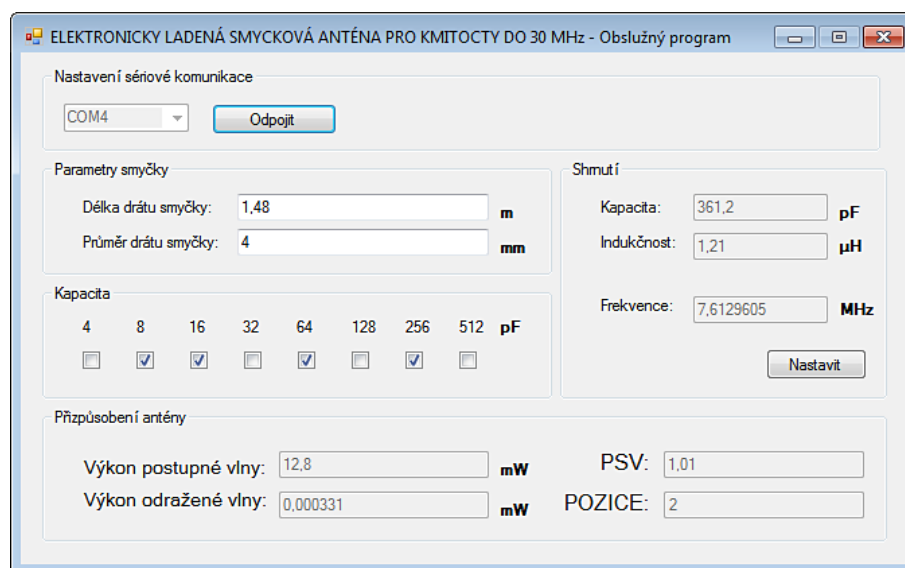 ELEKTRONICKY LADENÁ SMYCKOVÁ ANTÉNA PRO KMITOCTY DO 30 MHz - Obslužný program
Nastavení sériové komunikace
COM4
Odpojit
Parametry smyčky
Délka drátu smyčky: 1,48 m
Průměr drátu smyčky: 4 mm
Shrnutí
Kapacita: 361,2 pF
Indukčnost: 1,21 µH
Frekvence: 7,6129605 MHz
Nastavit
Kapacita
4 8 16 32 64 128 256 512 pF
Přizpůsobení antény
Výkon postupné vlny: 12,8 mW
Výkon odražené vlny: 0,000331 mW
PSV: 1,01
POZICE: 2